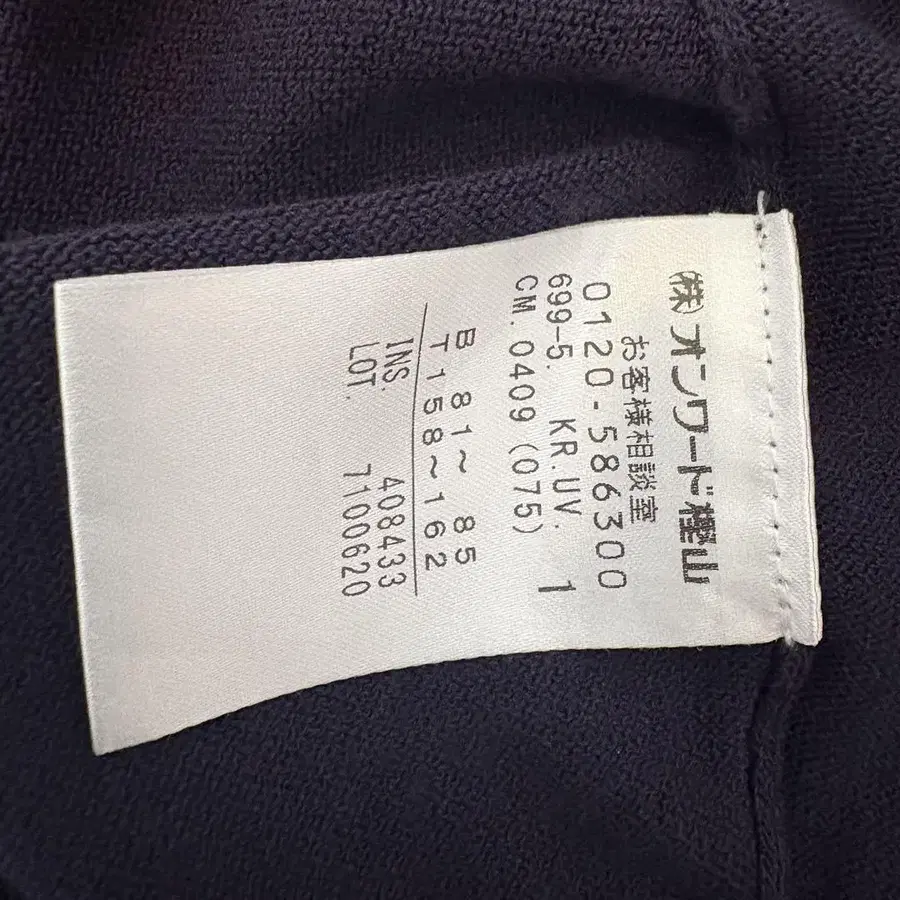 ㈱オンワード樫山
お客様相談室
0120-586300
699-5. KR.UV. 1
CM.0409(075)
B 81～ 85
T 158～162
INS. 408433
LOT. 7100620